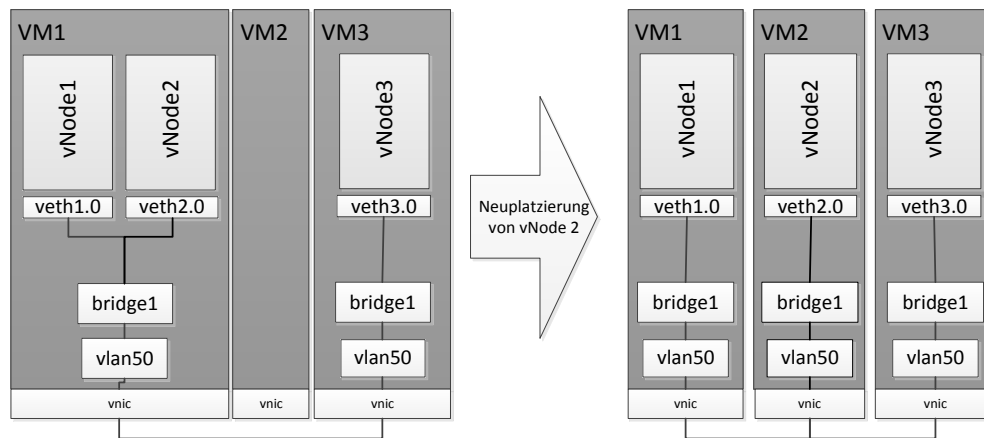 VM1
VM2
VM3
vNode1
vNode2
vNode3
veth1.0
veth2.0
veth3.0
bridge1
bridge1
vlan50
vlan50
vnic
vnic
vnic
Neuplatzierung
von vNode 2
VM1
VM2
VM3
vNode1
vNode2
vNode3
veth1.0
veth2.0
veth3.0
bridge1
bridge1
bridge1
vlan50
vlan50
vlan50
vnic
vnic
vnic